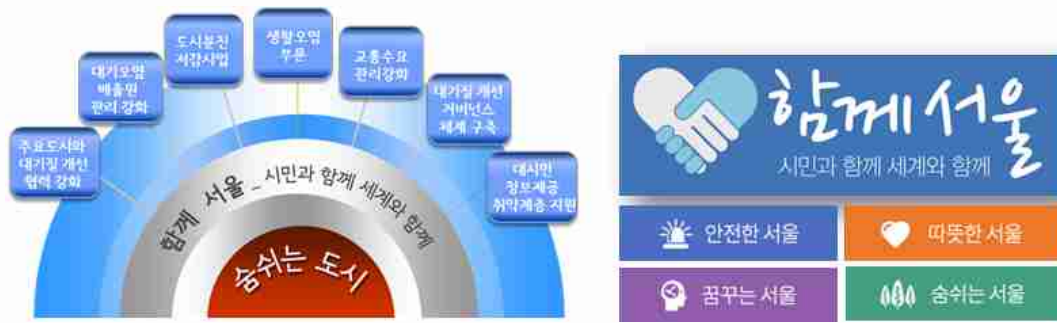 주요도시와
대기질 개선
협력 강화
대기오염
배출원
관리 강화
도시분진
저감사업
생활오염
부문
교통수요
관리강화
대기질 개선
거버넌스
체계 구축
대시민
정보제공
취약계층 지원
함께 서울_시민과 함께 세계와 함께
숨쉬는 도시
함께 서울
시민과 함께 세계와 함께
안전한 서울
따뜻한 서울
꿈꾸는 서울
숨쉬는 서울